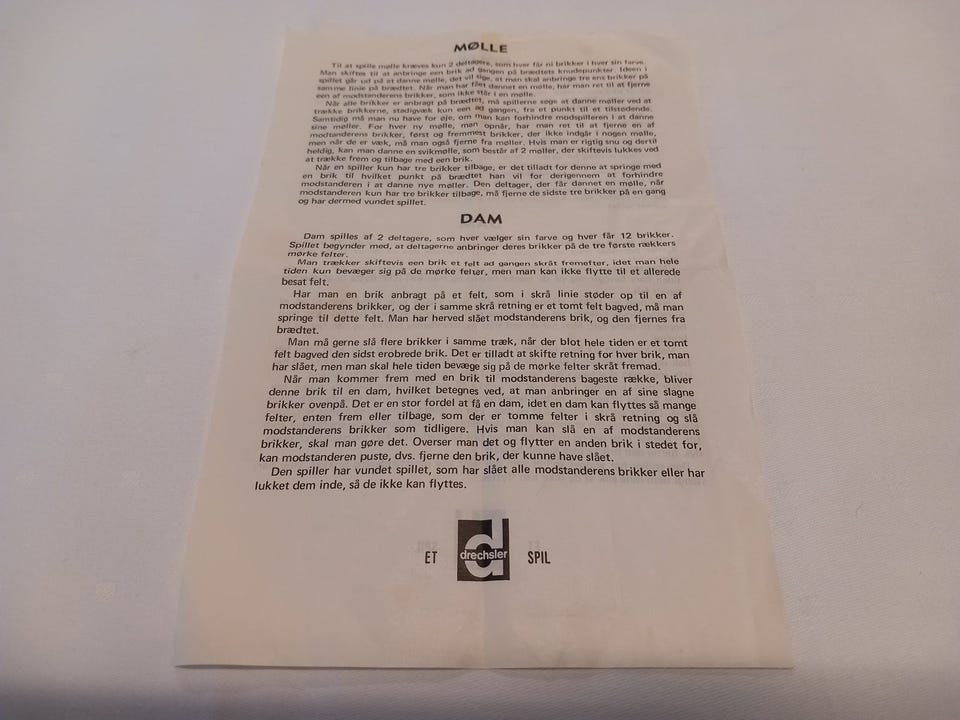 MØLLE
Til at spille mølle kræves kun 2 deltagere, som hver får ni brikker i hver sin farve.
Man skiftes til at anbringe een brik ad gangen på brædtets knudepunkter. Ideen i
spillet går ud på at danne mølle, det vil sige, at man skal anbringe tre ens brikker på
samme linie på brædtet. Når man har fået dannet en mølle, har man ret til at fjerne
een af modstanderens brikker, som ikke står i en mølle.
Når alle brikker er anbragt på brædtet, må spillerne søge at danne møller ved at
trække brikkerne, stadigvæk kun een ad gangen, fra et punkt til et tilstødende.
Samtidig må man nu have for øje, om man kan forhindre modspilleren i at danne
sine møller. For hver ny mølle, man opnår, har man ret til at fjerne en af
modstanderens brikker, først og fremmest brikker, der ikke indgår i nogen mølle,
men når de er væk, må man også fjerne fra møller. Hvis man er rigtig snu og dertil
heldig, kan man danne en svikmølle, som består af 2 møller, der skiftevis lukkes ved
at trække frem og tilbage med een brik.
Når en spiller kun har tre brikker tilbage, er det tilladt for denne at springe med
en brik til hvilket punkt på brædtet han vil for derigennem at forhindre
modstanderen i at danne nye møller. Den deltager, der får dannet en mølle, når
modstanderen kun har tre brikker tilbage, må fjerne de sidste tre brikker på en gang
og har dermed vundet spillet.
DAM
Dam spilles af 2 deltagere, som hver vælger sin farve og hver får 12 brikker.
Spillet begynder med, at deltagerne anbringer deres brikker på de tre første rækkers
mørke felter.
Man trækker skiftevis een brik et felt ad gangen skråt fremefter, idet man hele
tiden kun bevæger sig på de mørke felter, men man kan ikke flytte til et allerede
besat felt.
Har man en brik anbragt på et felt, som i skrå linie støder op til en af
modstanderens brikker, og der i samme skrå retning er et tomt felt bagved, må man
springe til dette felt. Man har herved slået modstanderens brik, og den fjernes fra
brædtet.
Man må gerne slå flere brikker i samme træk, når der blot hele tiden er et tomt
felt bagved den sidst erobrede brik. Det er tilladt at skifte retning for hver brik, man
har slået, men man skal hele tiden bevæge sig på de mørke felter skråt fremad.
Når man kommer frem med en brik til modstanderens bageste række, bliver
denne brik til en dam, hvilket betegnes ved, at man anbringer en af sine slagne
brikker ovenpå. Det er en stor fordel at få en dam, idet en dam kan flyttes så mange
felter, enten frem eller tilbage, som der er tomme felter i skrå retning og slå
modstanderens brikker som tidligere. Hvis man kan slå en af modstanderens
brikker, skal man gøre det. Overser man det og flytter en anden brik i stedet for,
kan modstanderen puste, dvs. fjerne den brik, der kunne have slået.
Den spiller har vundet spillet, som har slået alle modstanderens brikker eller har
lukket dem inde, så de ikke kan flyttes.
ET d drechsler SPIL